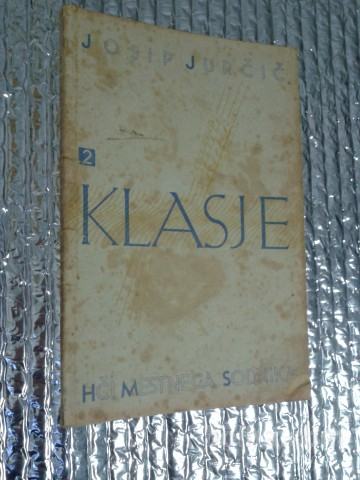 JOSIP JURČIČ
2
KLASJE
HČI MESTNEGA SODNIKA